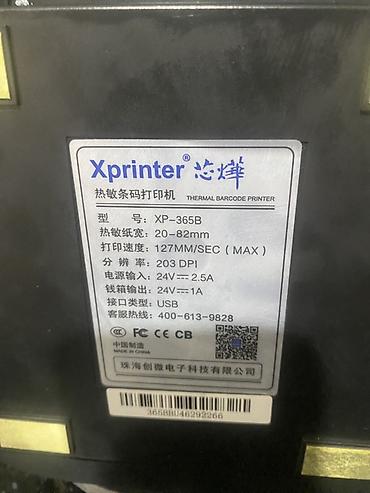 Xprinter® 芯烨
热敏条码打印机 THERMAL BARCODE PRINTER
型 号: XP-365B
热敏纸宽: 20-82mm
打印速度: 127MM/SEC (MAX)
分 辨 率: 203 DPI
电源输入: 24V⎓2.5A
钱箱输出: 24V⎓1A
接口类型: USB
客服热线: 400-613-9828
CCC FC CE CB
中国制造
MADE IN CHINA
珠海创微电子科技有限公司
365BBU46292266